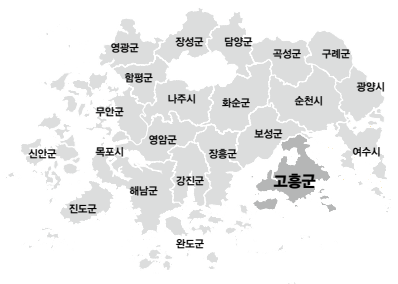 장성군
담양군
영광군
곡성군
구례군
함평군
광양시
나주시
화순군
순천시
무안군
보성군
영암군
신안군
목포시
장흥군
여수시
강진군
고흥군
해남군
진도군
완도군